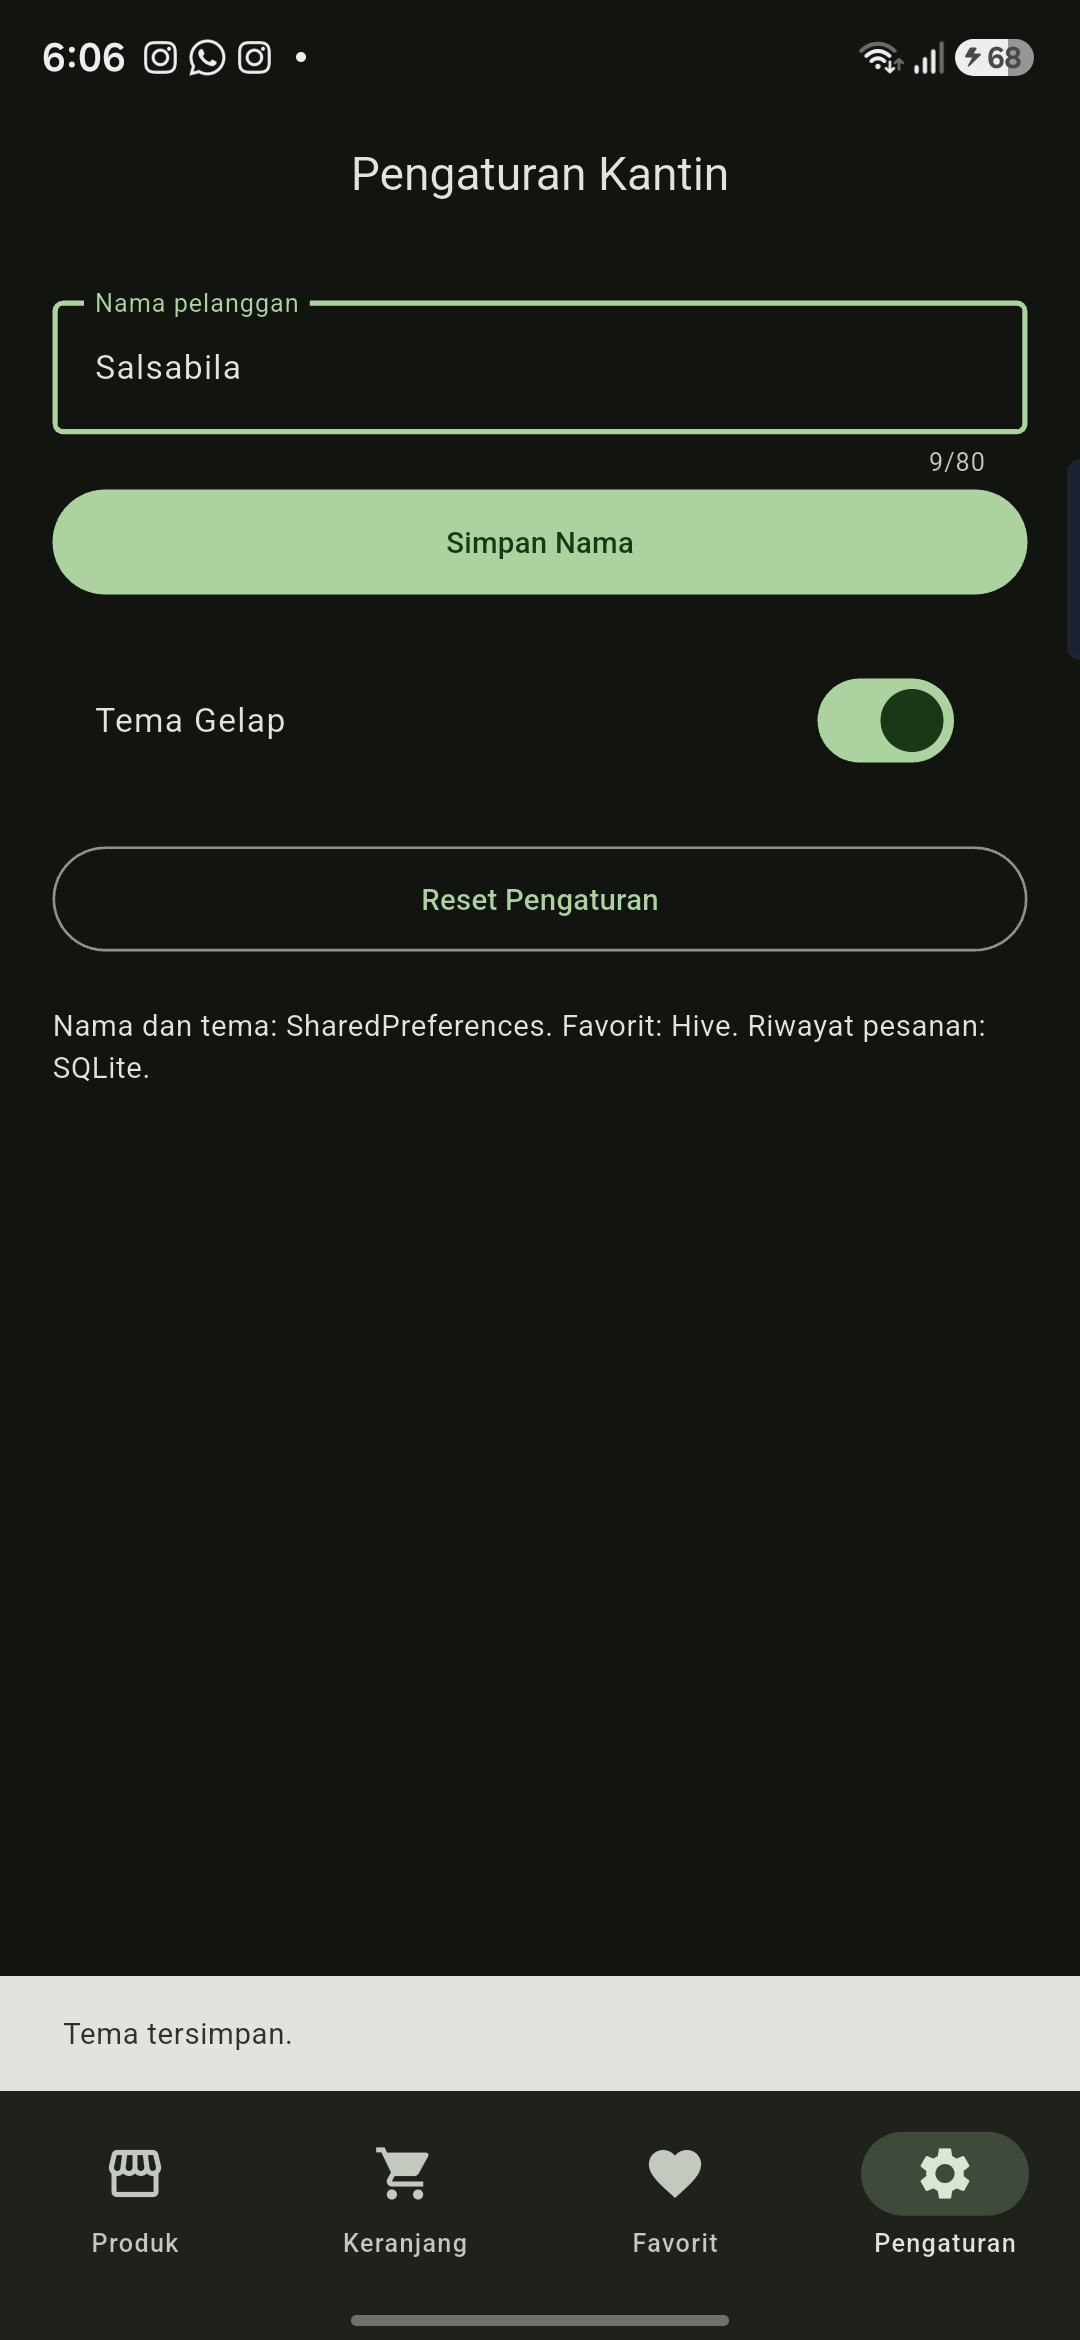 6:06
68
Pengaturan Kantin
Nama pelanggan
Salsabila
9/80
Simpan Nama
Tema Gelap
Reset Pengaturan
Nama dan tema: SharedPreferences. Favorit: Hive. Riwayat pesanan:
SQLite.
Tema tersimpan.
Produk
Keranjang
Favorit
Pengaturan